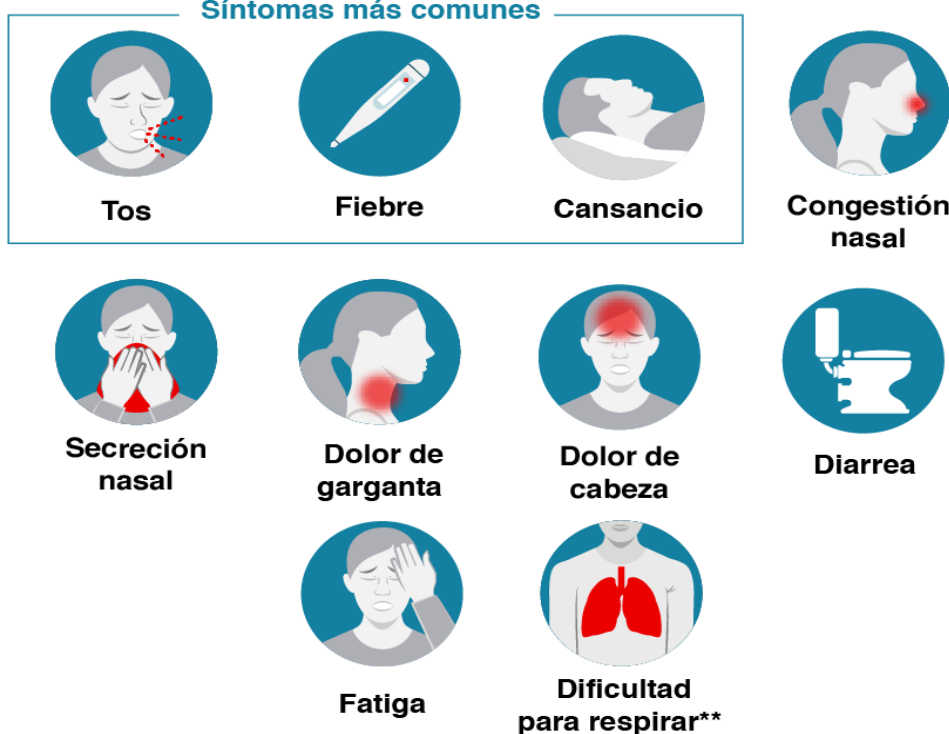 Síntomas más comunes
Tos
Fiebre
Cansancio
Congestión
nasal
Secreción
nasal
Dolor de
garganta
Dolor de
cabeza
Diarrea
Fatiga
Dificultad
para respirar**